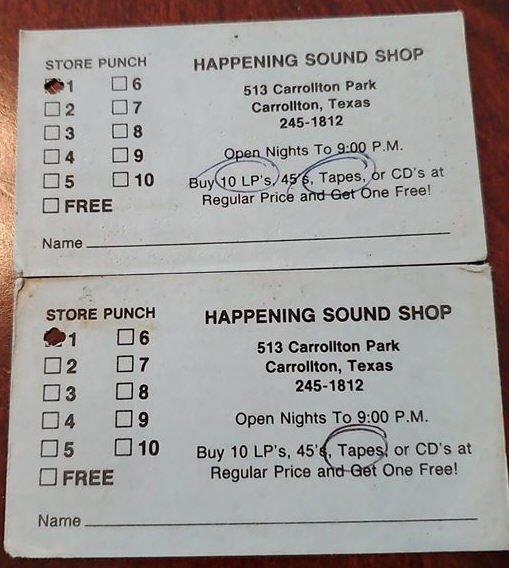 STORE PUNCH
1 6
2 7
3 8
4 9
5 10
FREE
HAPPENING SOUND SHOP
513 Carrollton Park
Carrollton, Texas
245-1812
Open Nights To 9:00 P.M.
Buy 10 LP's, 45's, Tapes, or CD's at
Regular Price and Get One Free!
Name
STORE PUNCH
1 6
2 7
3 8
4 9
5 10
FREE
HAPPENING SOUND SHOP
513 Carrollton Park
Carrollton, Texas
245-1812
Open Nights To 9:00 P.M.
Buy 10 LP's, 45's, Tapes, or CD's at
Regular Price and Get One Free!
Name